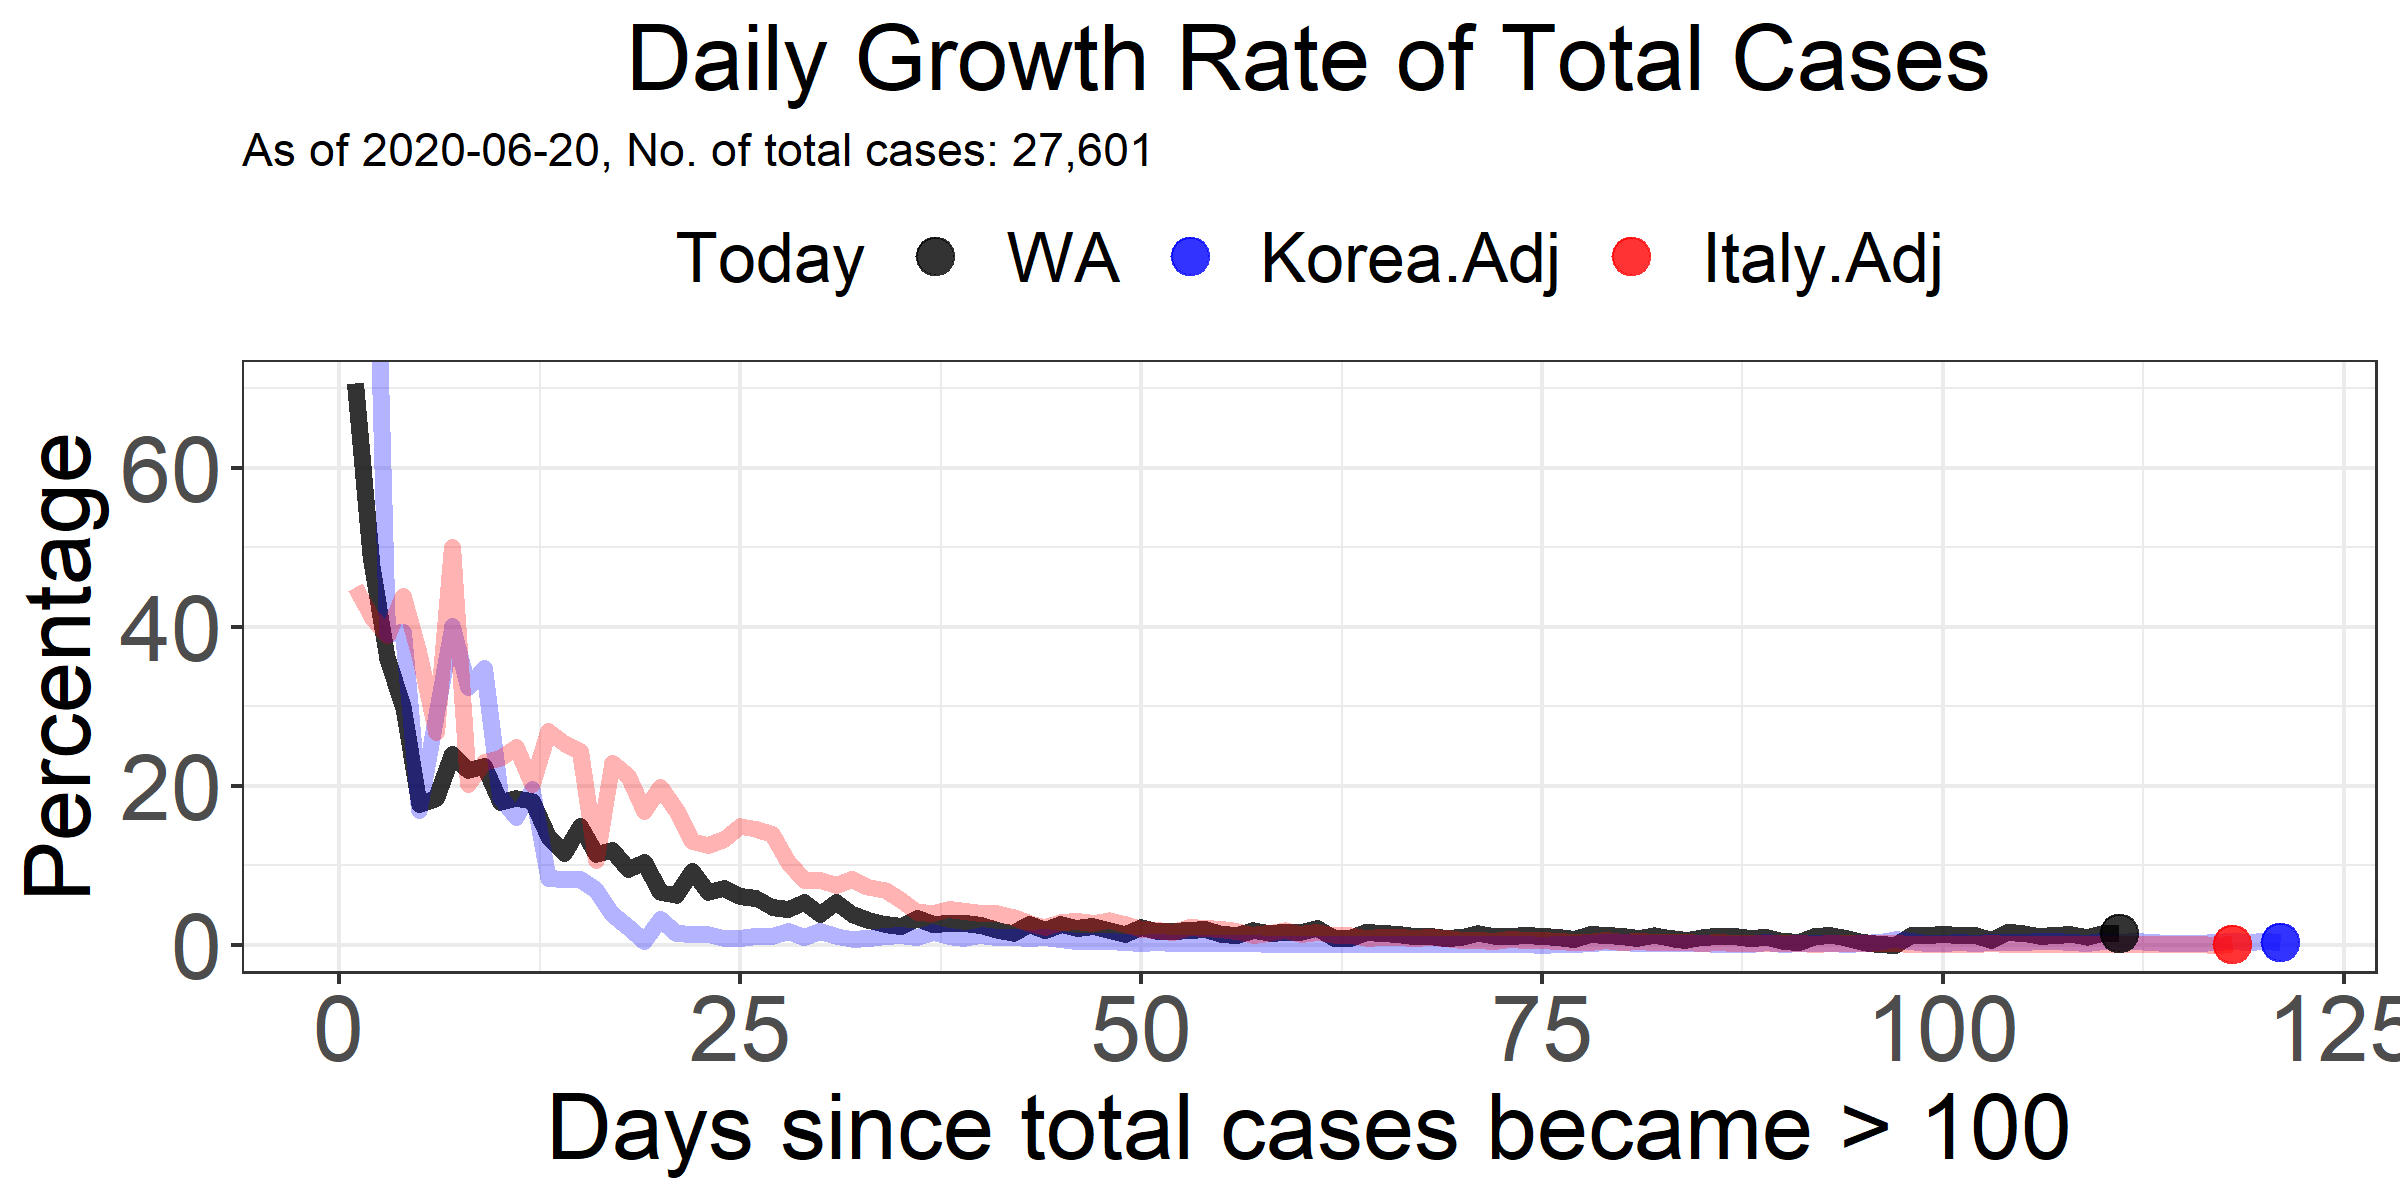 Daily Growth Rate of Total Cases
As of 2020-06-20, No. of total cases: 27,601
Today WA Korea.Adj Italy.Adj
Percentage
60
40
20
0
0 25 50 75 100 125
Days since total cases became > 100